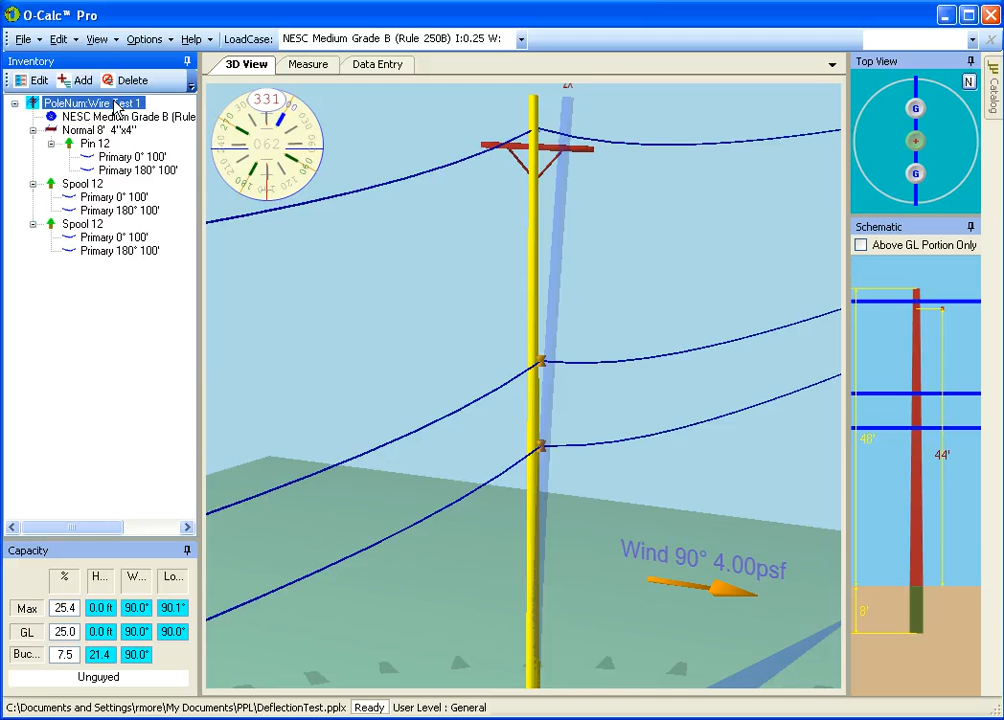 O-Calc™ Pro
File Edit View Options Help LoadCase: NESC Medium Grade B (Rule 250B) I:0.25 W:
Inventory
Edit Add Delete
PoleNum:Wire Test 1
NESC Medium Grade B (Rule
Normal 8' 4"x4"
Pin 12
Primary 0° 100'
Primary 180° 100'
Spool 12
Primary 0° 100'
Primary 180° 100'
Spool 12
Primary 0° 100'
Primary 180° 100'
Capacity
% H... W... Lo...
Max 25.4 0.0 ft 90.0° 90.1°
GL 25.0 0.0 ft 90.0° 90.0°
Buc... 7.5 21.4 90.0°
Unguyed
3D View Measure Data Entry
331
062
Wind 90° 4.00psf
Top View
N
G
G
Schematic
Above GL Portion Only
48'
44'
8'
Catalog
C:\Documents and Settings\rmore\My Documents\PPL\DeflectionTest.pplx Ready User Level : General